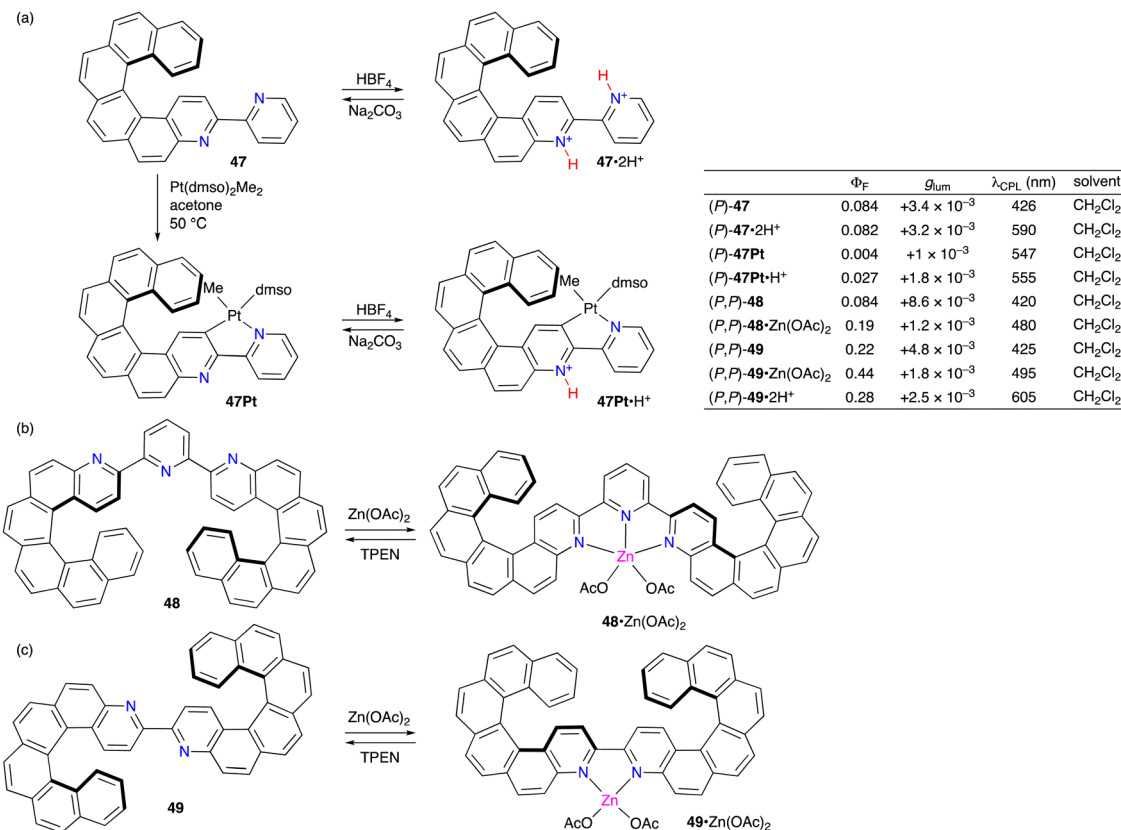 (a)
N
N
47
HBF4
Na2CO3
H
N+
N+
H
47•2H+
Pt(dmso)2Me2
acetone
50 °C
Me
dmso
Pt
N
N
47Pt
HBF4
Na2CO3
Me
dmso
Pt
N
N+
H
47Pt•H+
ΦF glum λCPL (nm) solvent
(P)-47 0.084 +3.4 × 10−3 426 CH2Cl2
(P)-47•2H+ 0.082 +3.2 × 10−3 590 CH2Cl2
(P)-47Pt 0.004 +1 × 10−3 547 CH2Cl2
(P)-47Pt•H+ 0.027 +1.8 × 10−3 555 CH2Cl2
(P,P)-48 0.084 +8.6 × 10−3 420 CH2Cl2
(P,P)-48•Zn(OAc)2 0.19 +1.2 × 10−3 480 CH2Cl2
(P,P)-49 0.22 +4.8 × 10−3 425 CH2Cl2
(P,P)-49•Zn(OAc)2 0.44 +1.8 × 10−3 495 CH2Cl2
(P,P)-49•2H+ 0.28 +2.5 × 10−3 605 CH2Cl2
(b)
N N N
48
Zn(OAc)2
TPEN
N N N
Zn
AcO OAc
48•Zn(OAc)2
(c)
N
N
49
Zn(OAc)2
TPEN
N N
Zn
AcO OAc
49•Zn(OAc)2